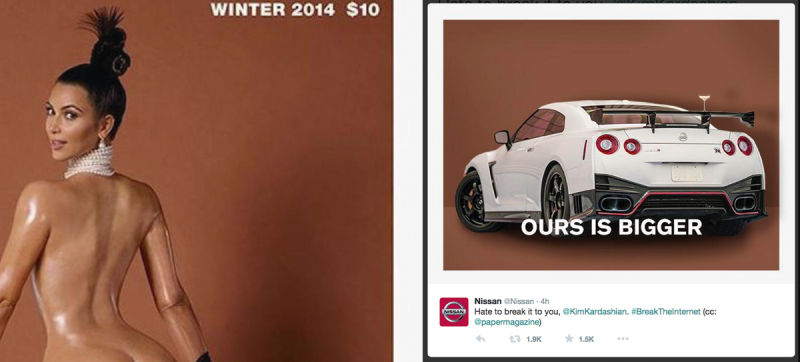 WINTER 2014 $10
OURS IS BIGGER
NISSAN
Nissan @Nissan · 4h
Hate to break it to you, @KimKardashian. #BreakTheInternet (cc:
@papermagazine)
1.9K 1.5K